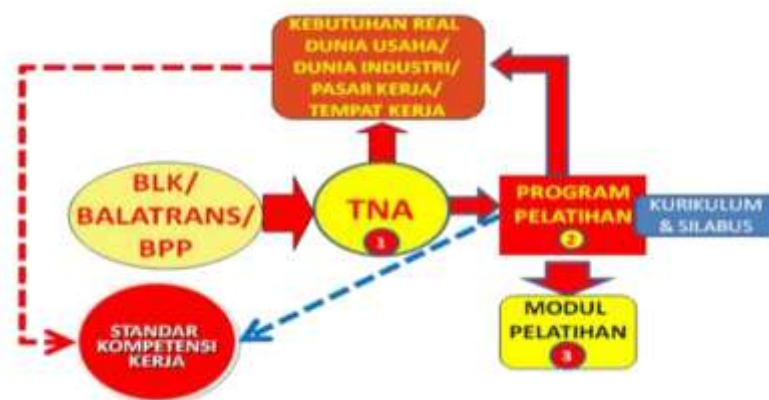 KEBUTUHAN REAL
DUNIA USAHA/
DUNIA INDUSTRI/
PASAR KERJA/
TEMPAT KERJA
BLK/
BALATRANS/
BPP
TNA
1
PROGRAM
PELATIHAN
2
KURIKULUM
& SILABUS
STANDAR
KOMPETENSI
KERJA
MODUL
PELATIHAN
3